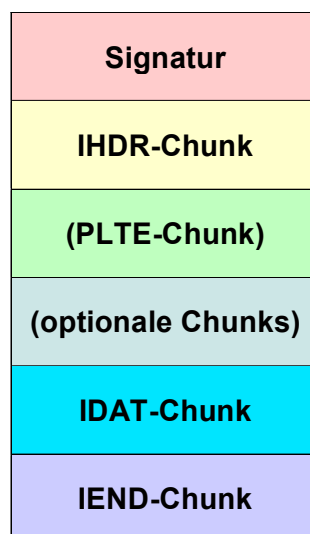 Signatur
IHDR-Chunk
(PLTE-Chunk)
(optionale Chunks)
IDAT-Chunk
IEND-Chunk